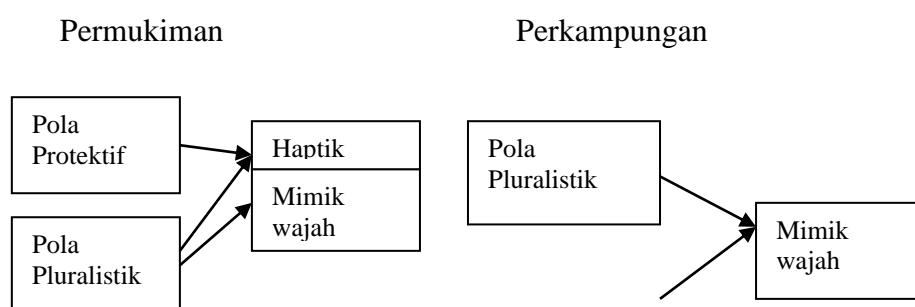 Permukiman
Perkampungan
Pola
Protektif
Haptik
Mimik
wajah
Pola
Pluralistik
Pola
Pluralistik
Mimik
wajah